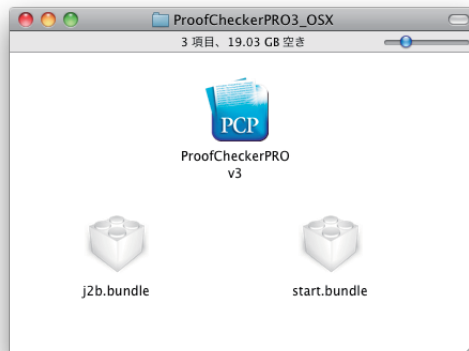 ProofCheckerPRO3_OSX
3 項目、19.03 GB 空き
PCP
ProofCheckerPRO
v3
j2b.bundle
start.bundle